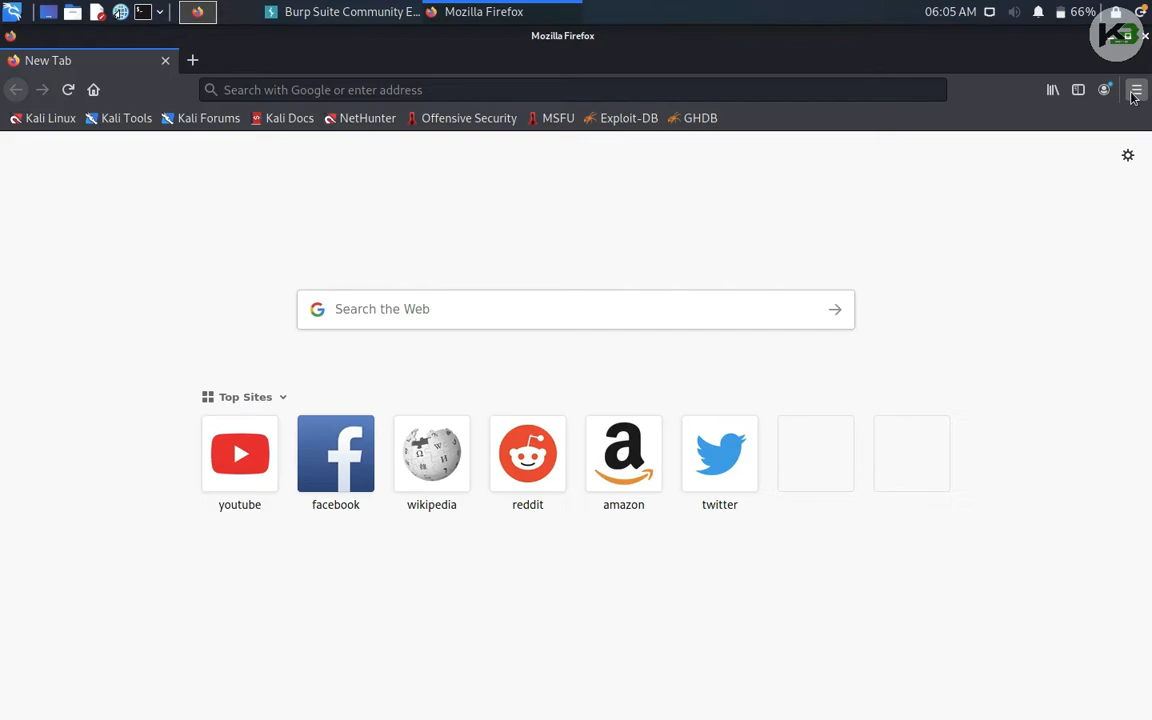 Burp Suite Community E...
Mozilla Firefox
06:05 AM
66%
Mozilla Firefox
New Tab
Search with Google or enter address
Kali Linux
Kali Tools
Kali Forums
Kali Docs
NetHunter
Offensive Security
MSFU
Exploit-DB
GHDB
Search the Web
Top Sites
youtube
facebook
wikipedia
reddit
amazon
twitter